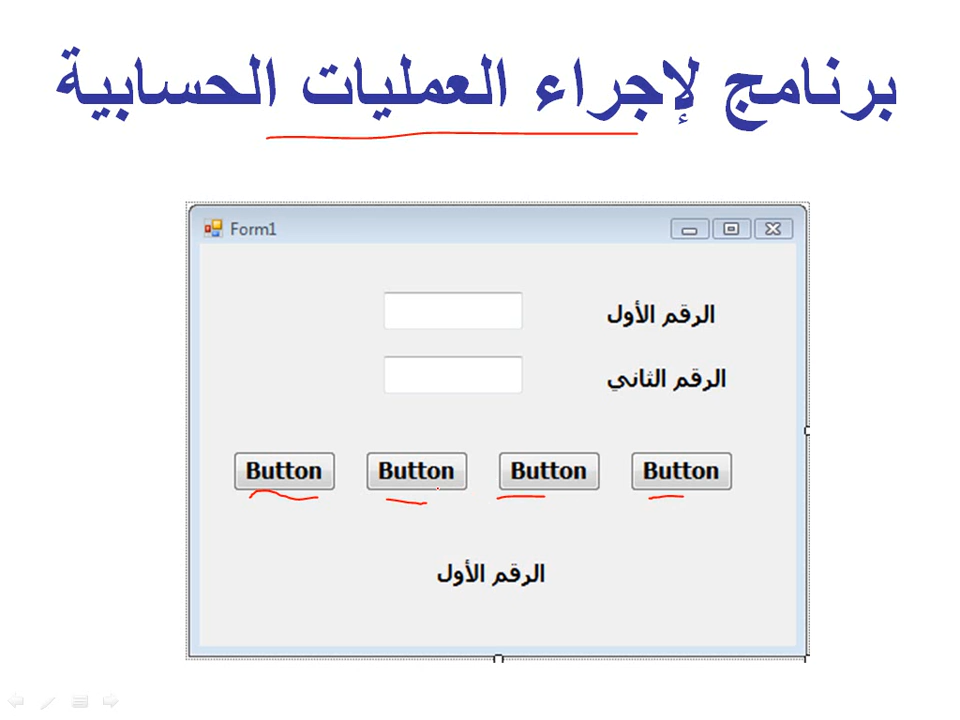 برنامج لإجراء العمليات الحسابية
Form1
الرقم الأول
الرقم الثاني
Button Button Button Button
الرقم الأول